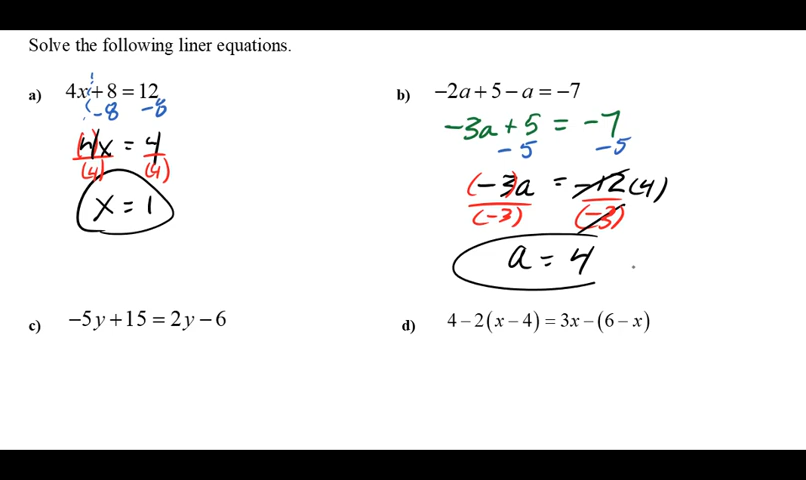 Solve the following liner equations.
a) 4x + 8 = 12
-8 -8
4x = 4
(4) (4)
x = 1
b) −2a + 5 − a = −7
-3a + 5 = -7
-5 -5
(-3)a = -12(4)
(-3) (-3)
a = 4
c) −5y + 15 = 2y − 6
d) 4 − 2(x − 4) = 3x − (6 − x)